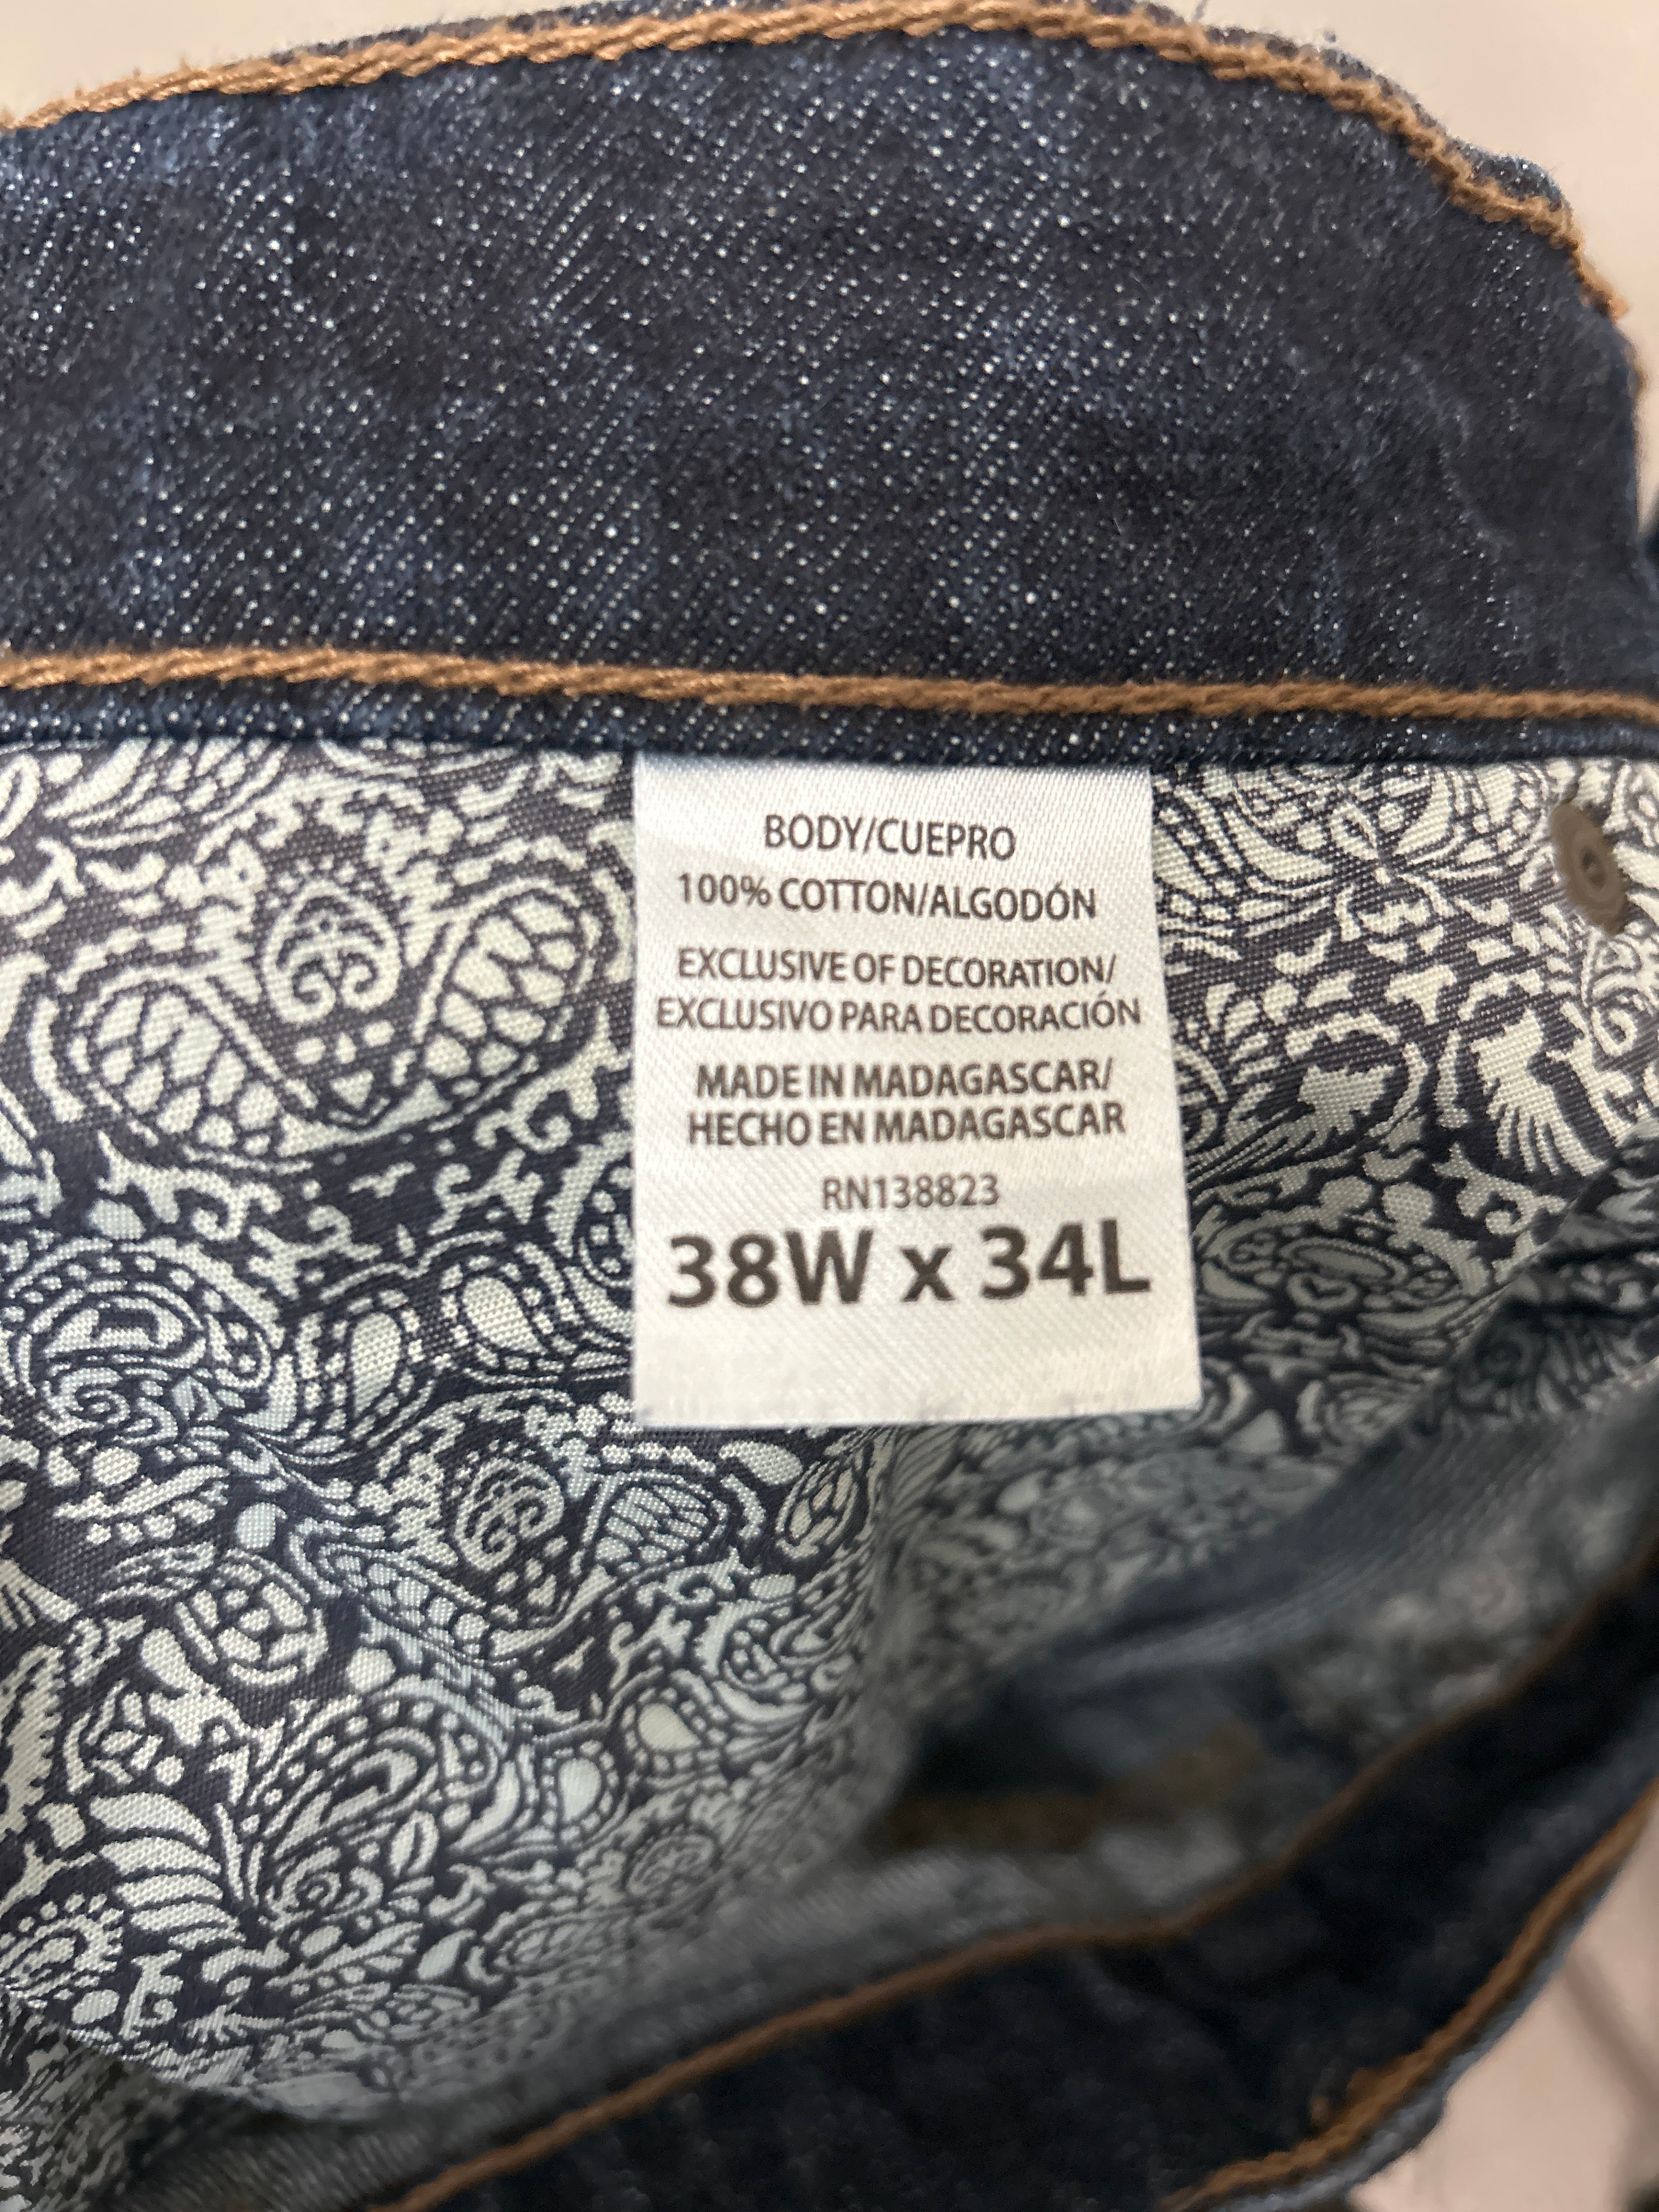 BODY/CUEPRO
100% COTTON/ALGODÓN
EXCLUSIVE OF DECORATION/
EXCLUSIVO PARA DECORACIÓN
MADE IN MADAGASCAR/
HECHO EN MADAGASCAR
RN138823
38W x 34L